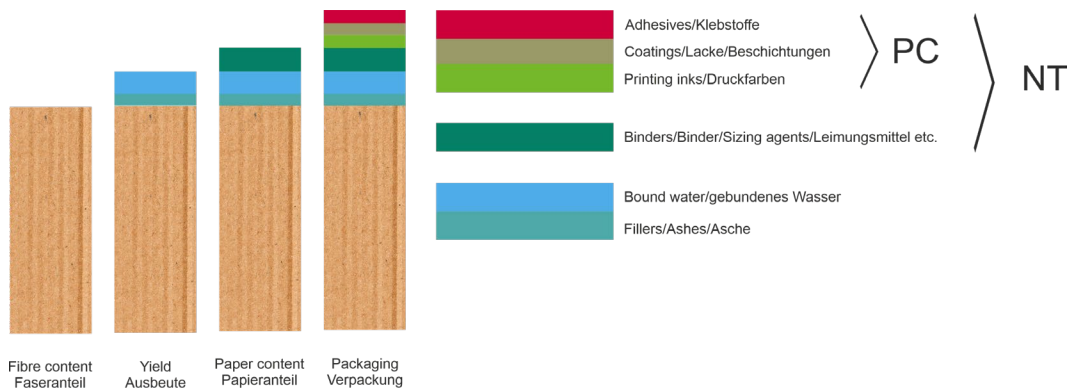 Adhesives/Klebstoffe
Coatings/Lacke/Beschichtungen
Printing inks/Druckfarben
PC
NT
Binders/Binder/Sizing agents/Leimungsmittel etc.
Bound water/gebundenes Wasser
Fillers/Ashes/Asche
Fibre content
Faseranteil
Yield
Ausbeute
Paper content
Papieranteil
Packaging
Verpackung